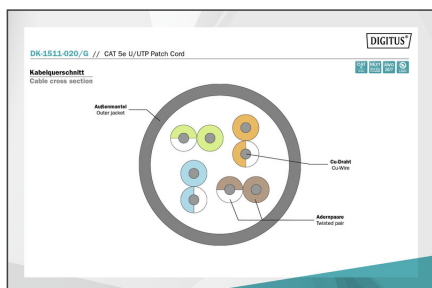 DIGITUS®
DK-1511-020/G // CAT 5e U/UTP Patch Cord
Kabelquerschnitt
Cable cross section
Außenmantel
Outer jacket
Cu-Draht
Cu-Wire
Adernpaare
Twisted pair